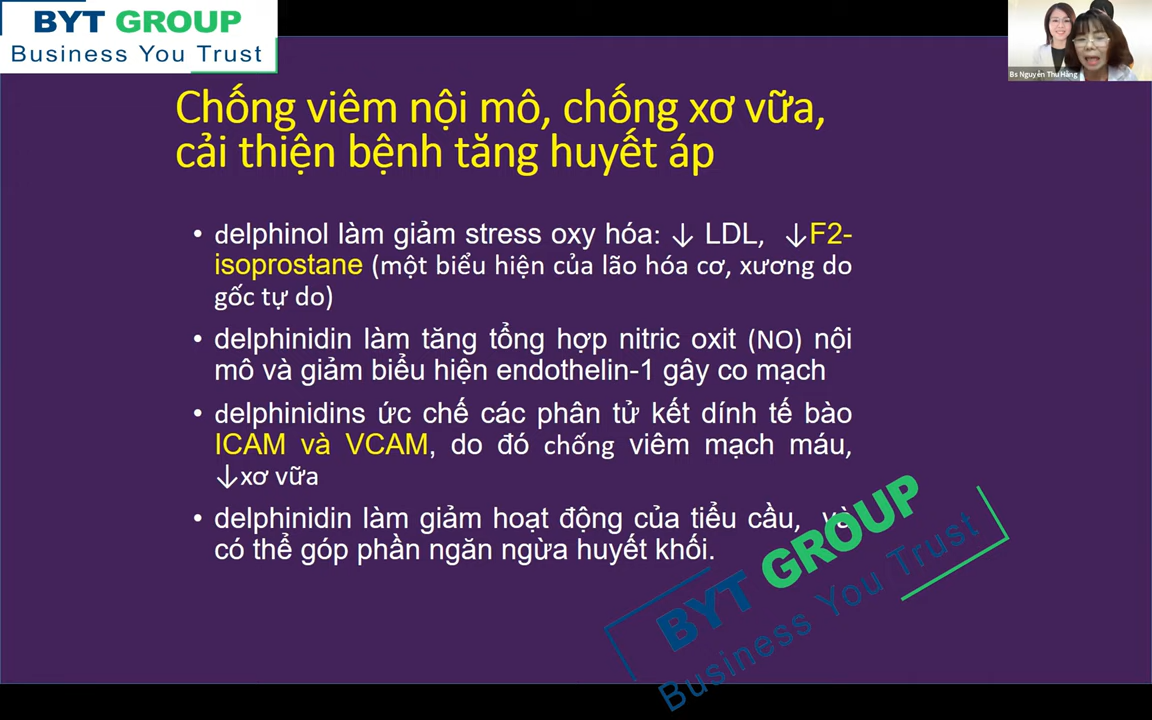 BYT GROUP
Business You Trust
Bs Nguyễn Thu Hằng
Chống viêm nội mô, chống xơ vữa,
cải thiện bệnh tăng huyết áp
• delphinol làm giảm stress oxy hóa: ↓ LDL, ↓F2-
isoprostane (một biểu hiện của lão hóa cơ, xương do
gốc tự do)
• delphinidin làm tăng tổng hợp nitric oxit (NO) nội
mô và giảm biểu hiện endothelin-1 gây co mạch
• delphinidins ức chế các phân tử kết dính tế bào
ICAM và VCAM, do đó chống viêm mạch máu,
↓xơ vữa
• delphinidin làm giảm hoạt động của tiểu cầu, và
có thể góp phần ngăn ngừa huyết khối.
BYT GROUP
Business You Trust